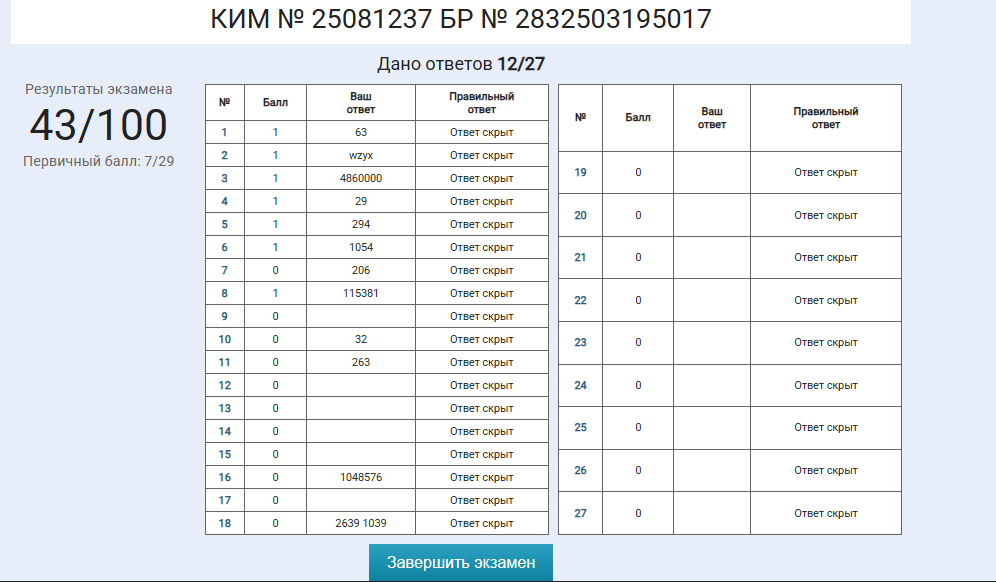 КИМ № 25081237 БР № 2832503195017
Дано ответов 12/27
Результаты экзамена
43/100
Первичный балл: 7/29
№ Балл Ваш ответ Правильный ответ
1 1 63 Ответ скрыт
2 1 wzyx Ответ скрыт
3 1 4860000 Ответ скрыт
4 1 29 Ответ скрыт
5 1 294 Ответ скрыт
6 1 1054 Ответ скрыт
7 0 206 Ответ скрыт
8 1 115381 Ответ скрыт
9 0 Ответ скрыт
10 0 32 Ответ скрыт
11 0 263 Ответ скрыт
12 0 Ответ скрыт
13 0 Ответ скрыт
14 0 Ответ скрыт
15 0 Ответ скрыт
16 0 1048576 Ответ скрыт
17 0 Ответ скрыт
18 0 2639 1039 Ответ скрыт
№ Балл Ваш ответ Правильный ответ
19 0 Ответ скрыт
20 0 Ответ скрыт
21 0 Ответ скрыт
22 0 Ответ скрыт
23 0 Ответ скрыт
24 0 Ответ скрыт
25 0 Ответ скрыт
26 0 Ответ скрыт
27 0 Ответ скрыт
Завершить экзамен